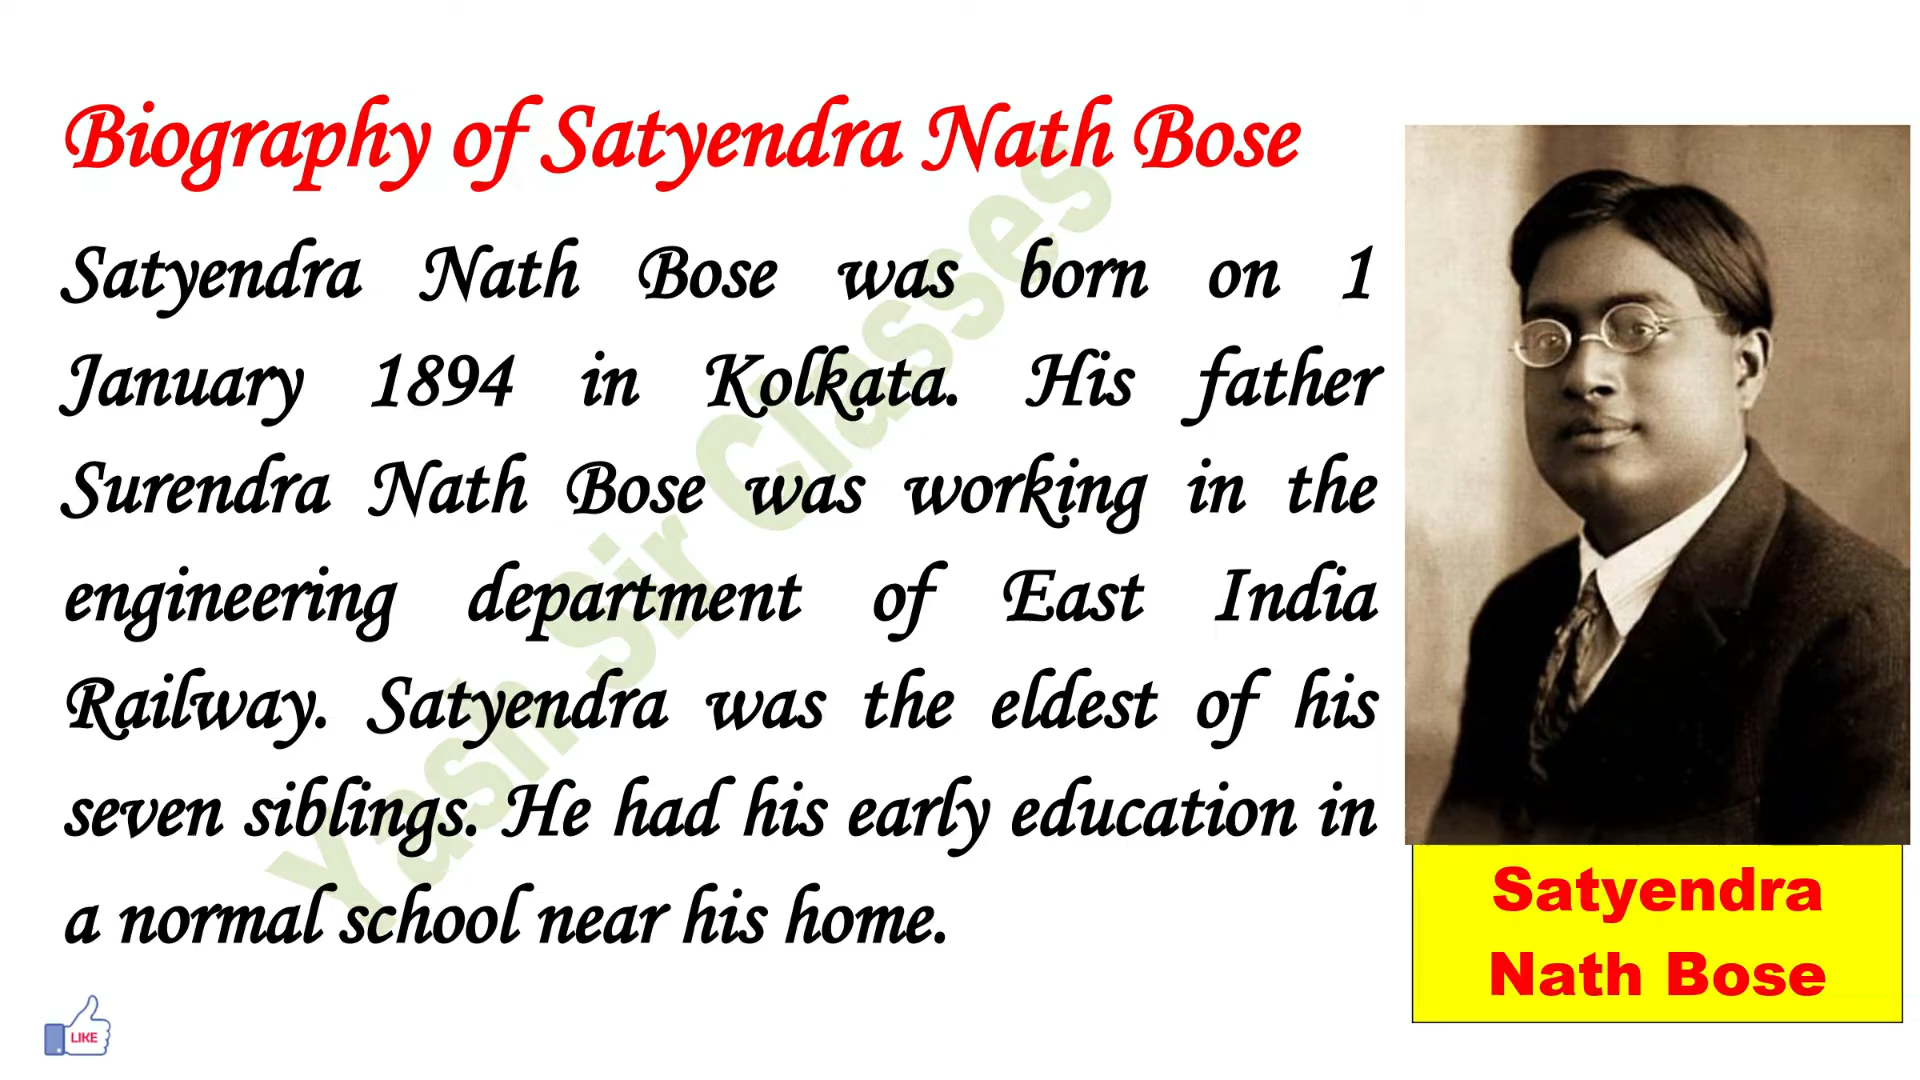 Biography of Satyendra Nath Bose
Satyendra Nath Bose was born on 1
January 1894 in Kolkata. His father
Surendra Nath Bose was working in the
engineering department of East India
Railway. Satyendra was the eldest of his
seven siblings. He had his early education in
a normal school near his home.
Yash Sir Classes
Satyendra
Nath Bose
LIKE